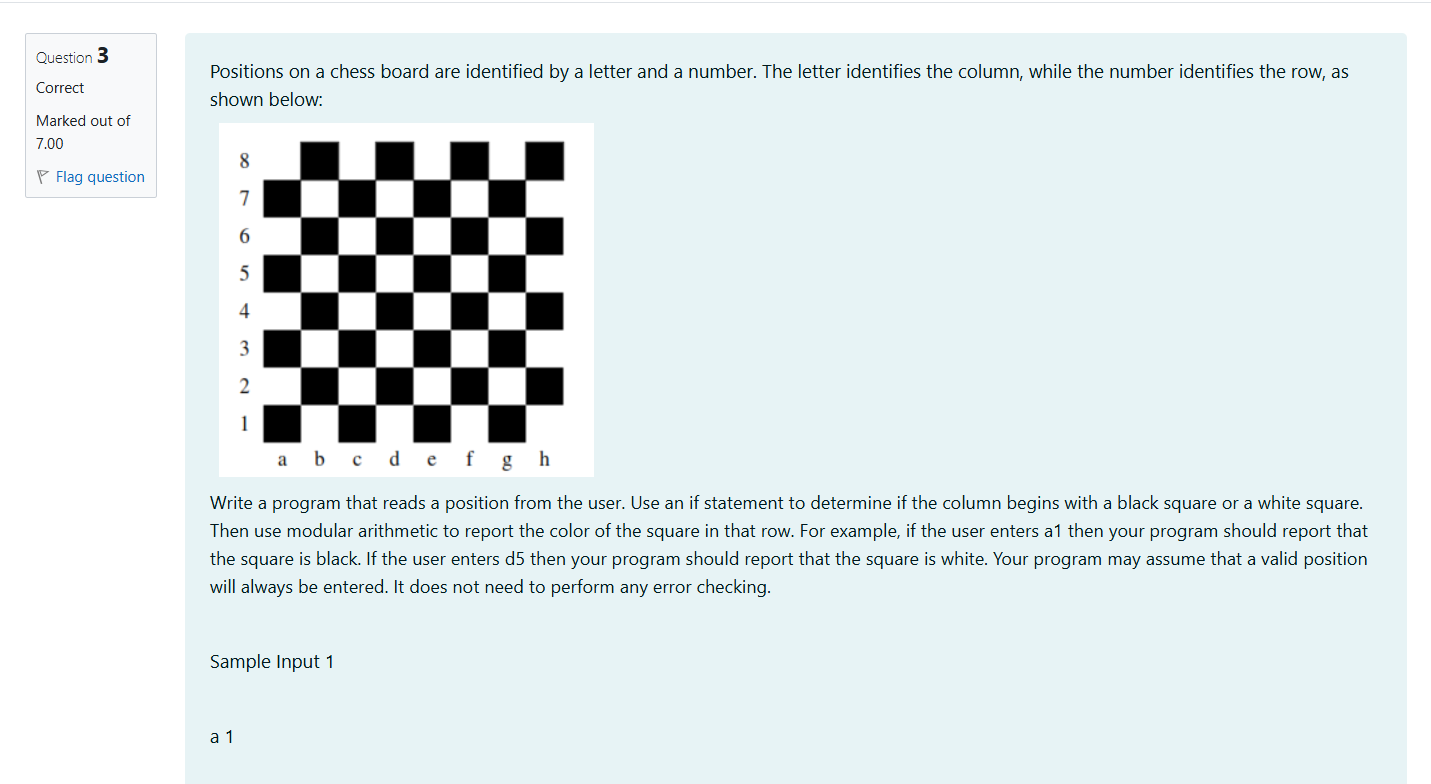 Question 3
Correct
Marked out of
7.00
Flag question
Positions on a chess board are identified by a letter and a number. The letter identifies the column, while the number identifies the row, as
shown below:
8
7
6
5
4
3
2
1
a b c d e f g h
Write a program that reads a position from the user. Use an if statement to determine if the column begins with a black square or a white square.
Then use modular arithmetic to report the color of the square in that row. For example, if the user enters a1 then your program should report that
the square is black. If the user enters d5 then your program should report that the square is white. Your program may assume that a valid position
will always be entered. It does not need to perform any error checking.
Sample Input 1
a 1